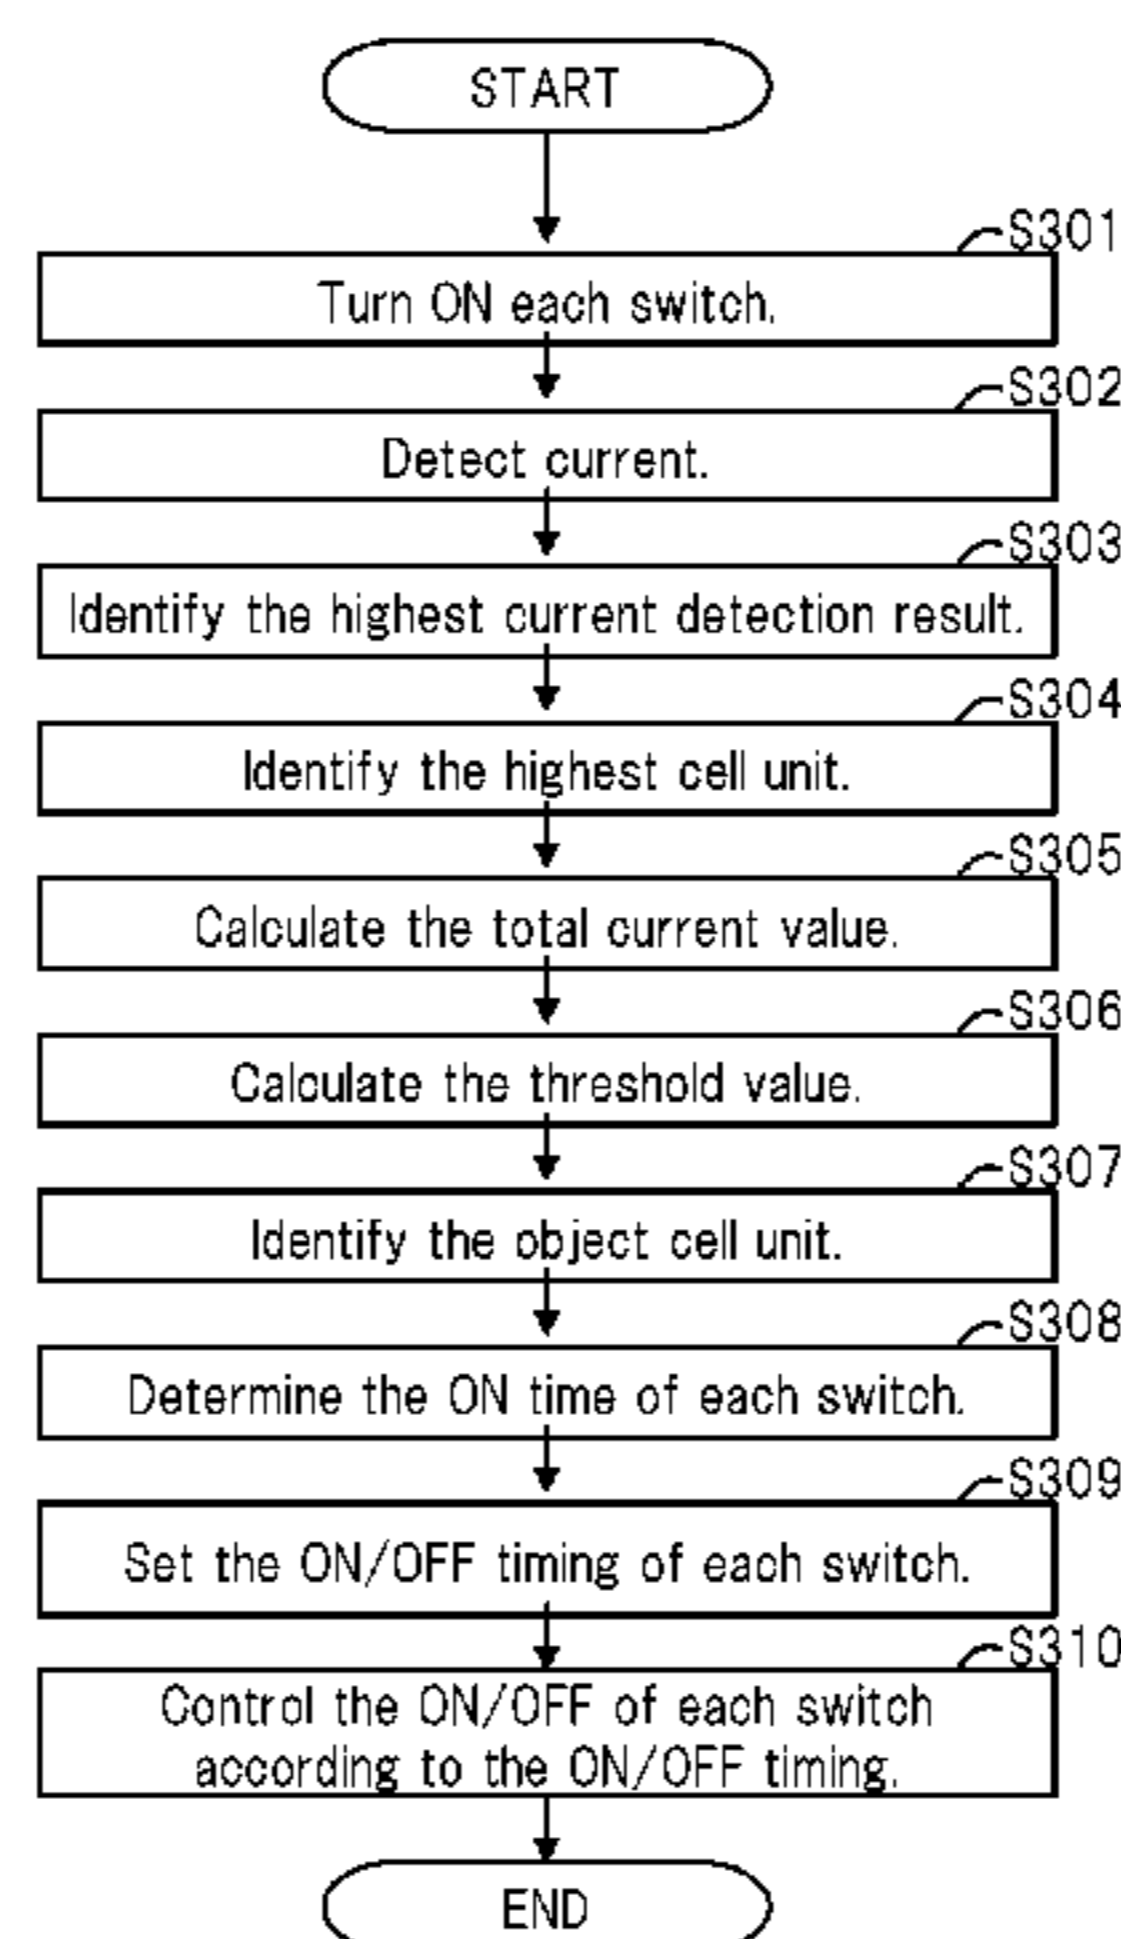 START
S301
Turn ON each switch.
S302
Detect current.
S303
Identify the highest current detection result.
S304
Identify the highest cell unit.
S305
Calculate the total current value.
S306
Calculate the threshold value.
S307
Identify the object cell unit.
S308
Determine the ON time of each switch.
S309
Set the ON/OFF timing of each switch.
S310
Control the ON/OFF of each switch
according to the ON/OFF timing.
END